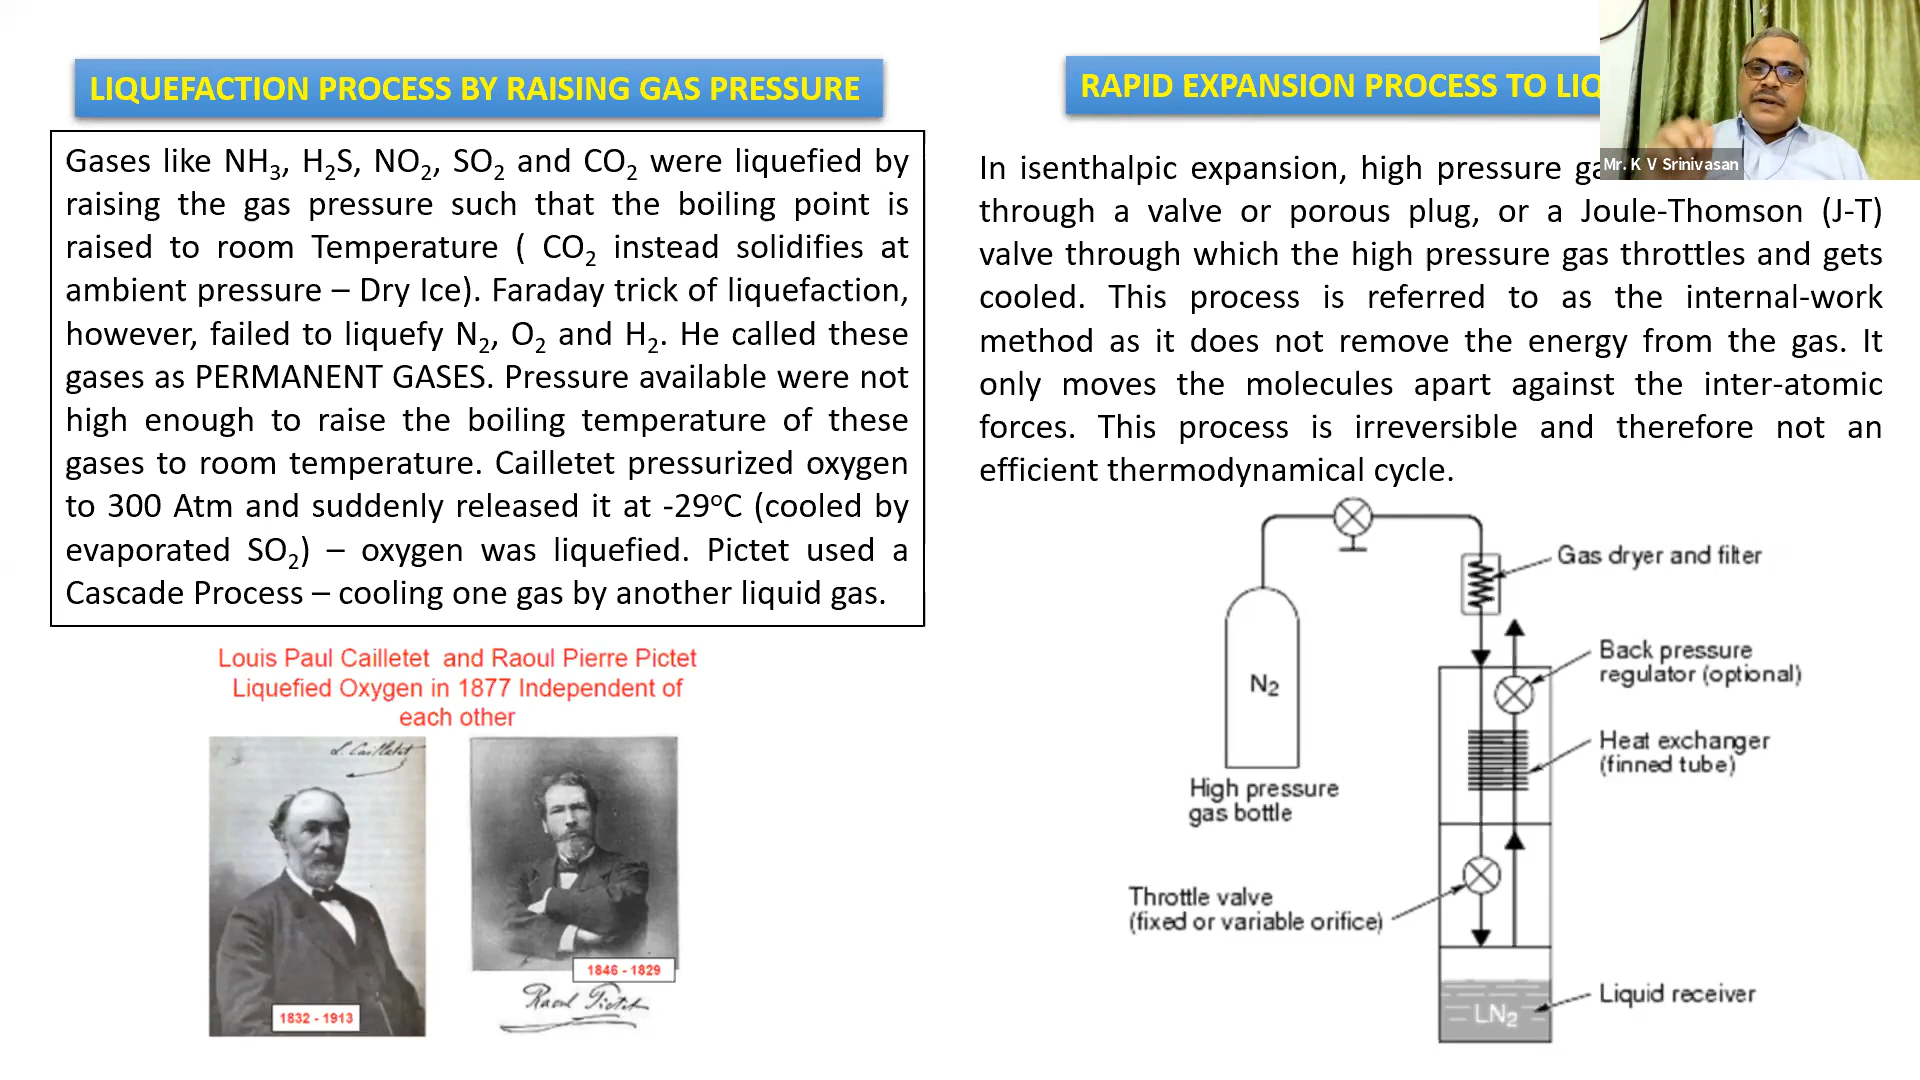 LIQUEFACTION PROCESS BY RAISING GAS PRESSURE
Gases like NH3, H2S, NO2, SO2 and CO2 were liquefied by
raising the gas pressure such that the boiling point is
raised to room Temperature ( CO2 instead solidifies at
ambient pressure – Dry Ice). Faraday trick of liquefaction,
however, failed to liquefy N2, O2 and H2. He called these
gases as PERMANENT GASES. Pressure available were not
high enough to raise the boiling temperature of these
gases to room temperature. Cailletet pressurized oxygen
to 300 Atm and suddenly released it at -29oC (cooled by
evaporated SO2) – oxygen was liquefied. Pictet used a
Cascade Process – cooling one gas by another liquid gas.
Louis Paul Cailletet and Raoul Pierre Pictet
Liquefied Oxygen in 1877 Independent of
each other
L. Cailletet
1832 - 1913
1846 - 1829
Raoul Pictet
RAPID EXPANSION PROCESS TO
Mr. K V Srinivasan
In isenthalpic expansion, high pressure
through a valve or porous plug, or a Joule-Thomson (J-T)
valve through which the high pressure gas throttles and gets
cooled. This process is referred to as the internal-work
method as it does not remove the energy from the gas. It
only moves the molecules apart against the inter-atomic
forces. This process is irreversible and therefore not an
efficient thermodynamical cycle.
Gas dryer and filter
Back pressure
regulator (optional)
N2
Heat exchanger
(finned tube)
High pressure
gas bottle
Throttle valve
(fixed or variable orifice)
Liquid receiver
LN2